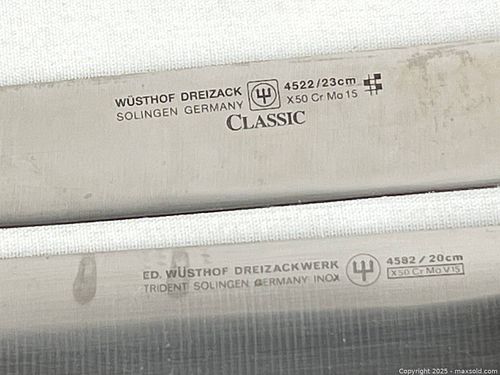 WÜSTHOF DREIZACK 4522/23cm
SOLINGEN GERMANY X50 Cr Mo 15
CLASSIC
ED. WÜSTHOF DREIZACKWERK 4582/20cm
TRIDENT SOLINGEN GERMANY INOX X50 Cr Mo V15
Copyright 2025 - maxsold.com